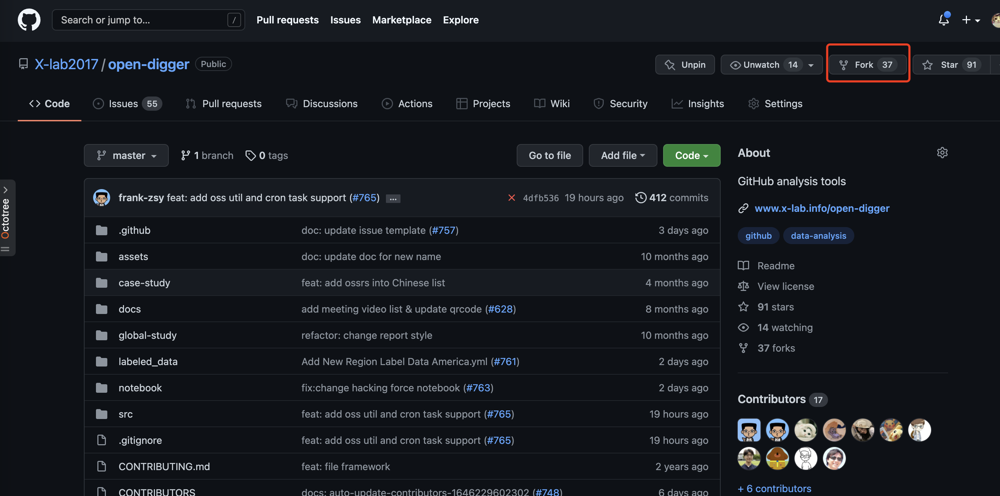 Search or jump to... / Pull requests Issues Marketplace Explore
X-lab2017 / open-digger Public Unpin Unwatch 14 Fork 37 Star 91
Code Issues 55 Pull requests Discussions Actions Projects Wiki Security Insights Settings
master 1 branch 0 tags Go to file Add file Code
frank-zsy feat: add oss util and cron task support (#765) ... 4dfb536 19 hours ago 412 commits
.github doc: update issue template (#757) 3 days ago
assets doc: update doc for new name 10 months ago
case-study feat: add ossrs into Chinese list 4 months ago
docs add meeting video list & update qrcode (#628) 8 months ago
global-study refactor: change report style 10 months ago
labeled_data Add New Region Label Data America.yml (#761) 2 days ago
notebook fix:change hacking force notebook (#763) 2 days ago
src feat: add oss util and cron task support (#765) 19 hours ago
.gitignore feat: add oss util and cron task support (#765) 19 hours ago
CONTRIBUTING.md feat: file framework 2 years ago
CONTRIBUTORS docs: auto-update-contributors-1646229602302 (#748) 6 days ago
Octotree
About
GitHub analysis tools
www.x-lab.info/open-digger
github data-analysis
Readme
View license
91 stars
14 watching
37 forks
Contributors 17
+ 6 contributors